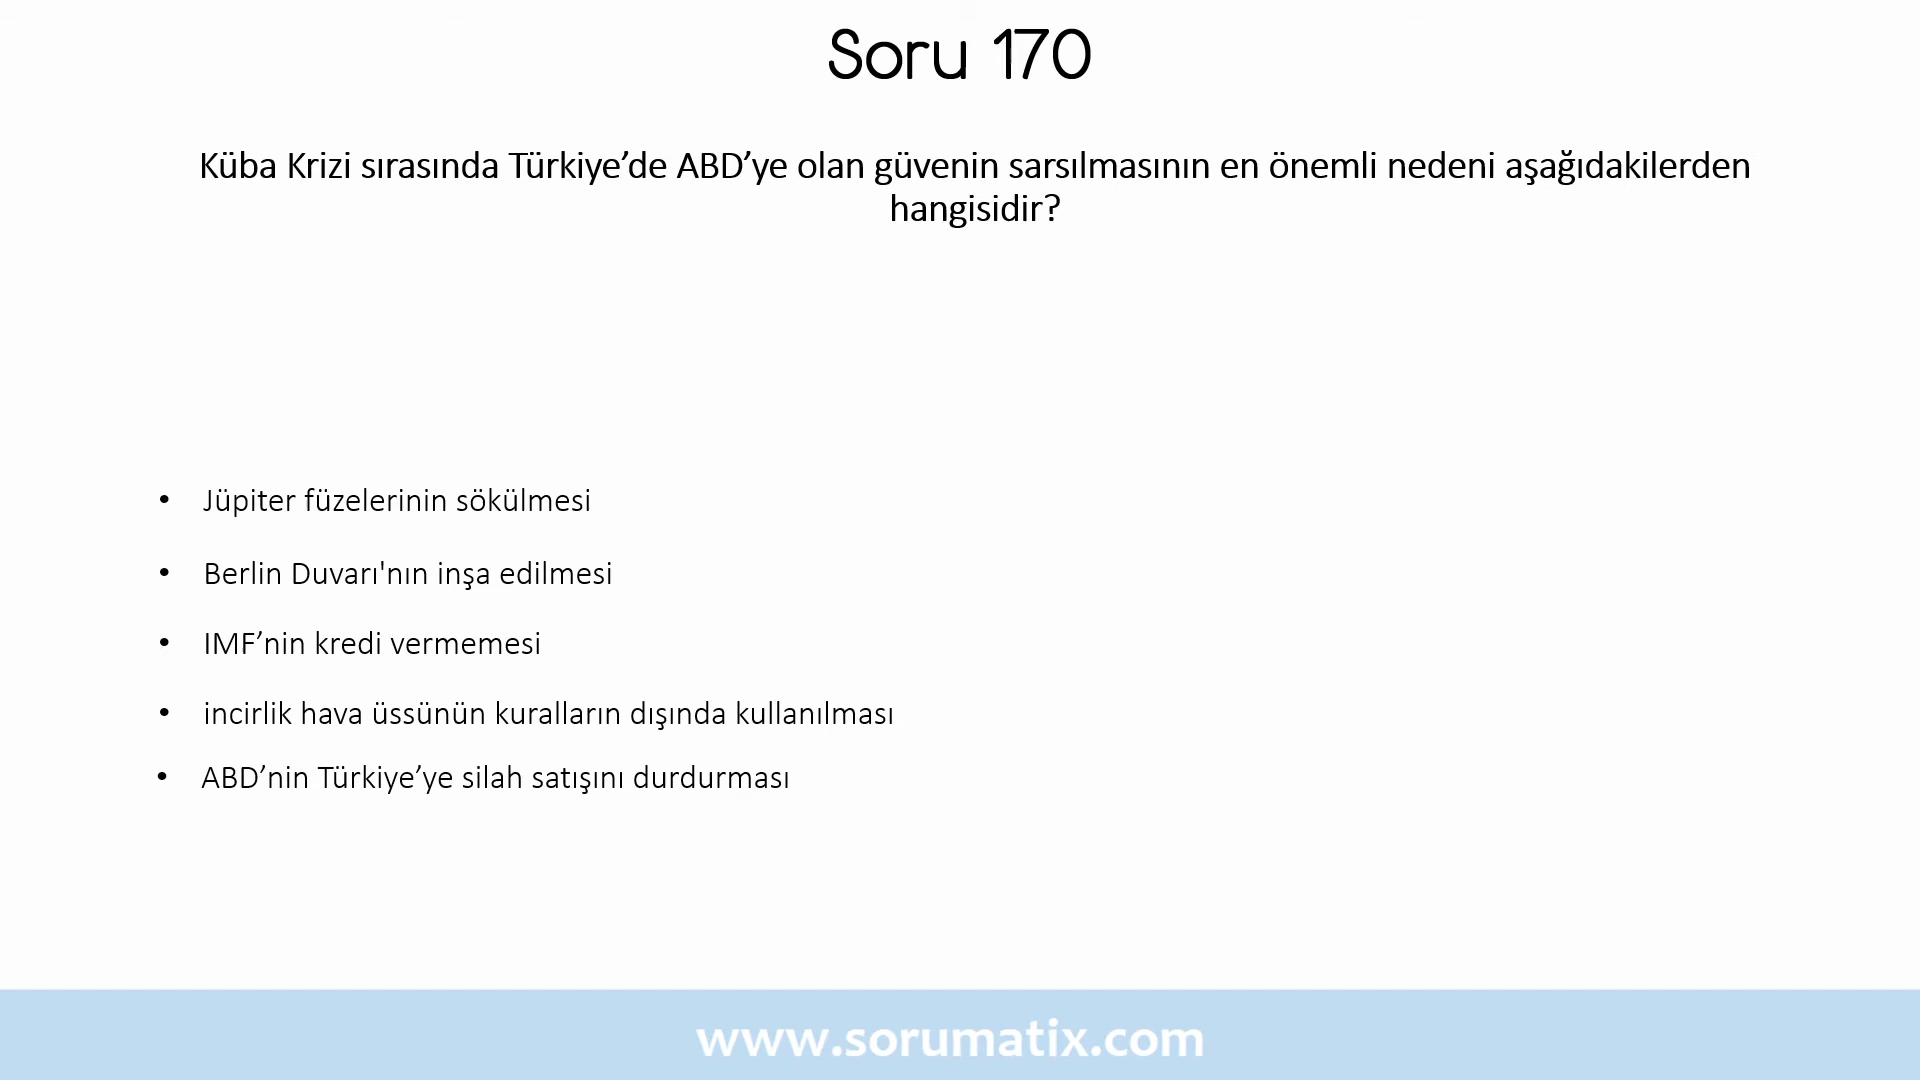 Soru 170
Küba Krizi sırasında Türkiye’de ABD’ye olan güvenin sarsılmasının en önemli nedeni aşağıdakilerden
hangisidir?
• Jüpiter füzelerinin sökülmesi
• Berlin Duvarı'nın inşa edilmesi
• IMF’nin kredi vermemesi
• incirlik hava üssünün kuralların dışında kullanılması
• ABD’nin Türkiye’ye silah satışını durdurması
www.sorumatix.com